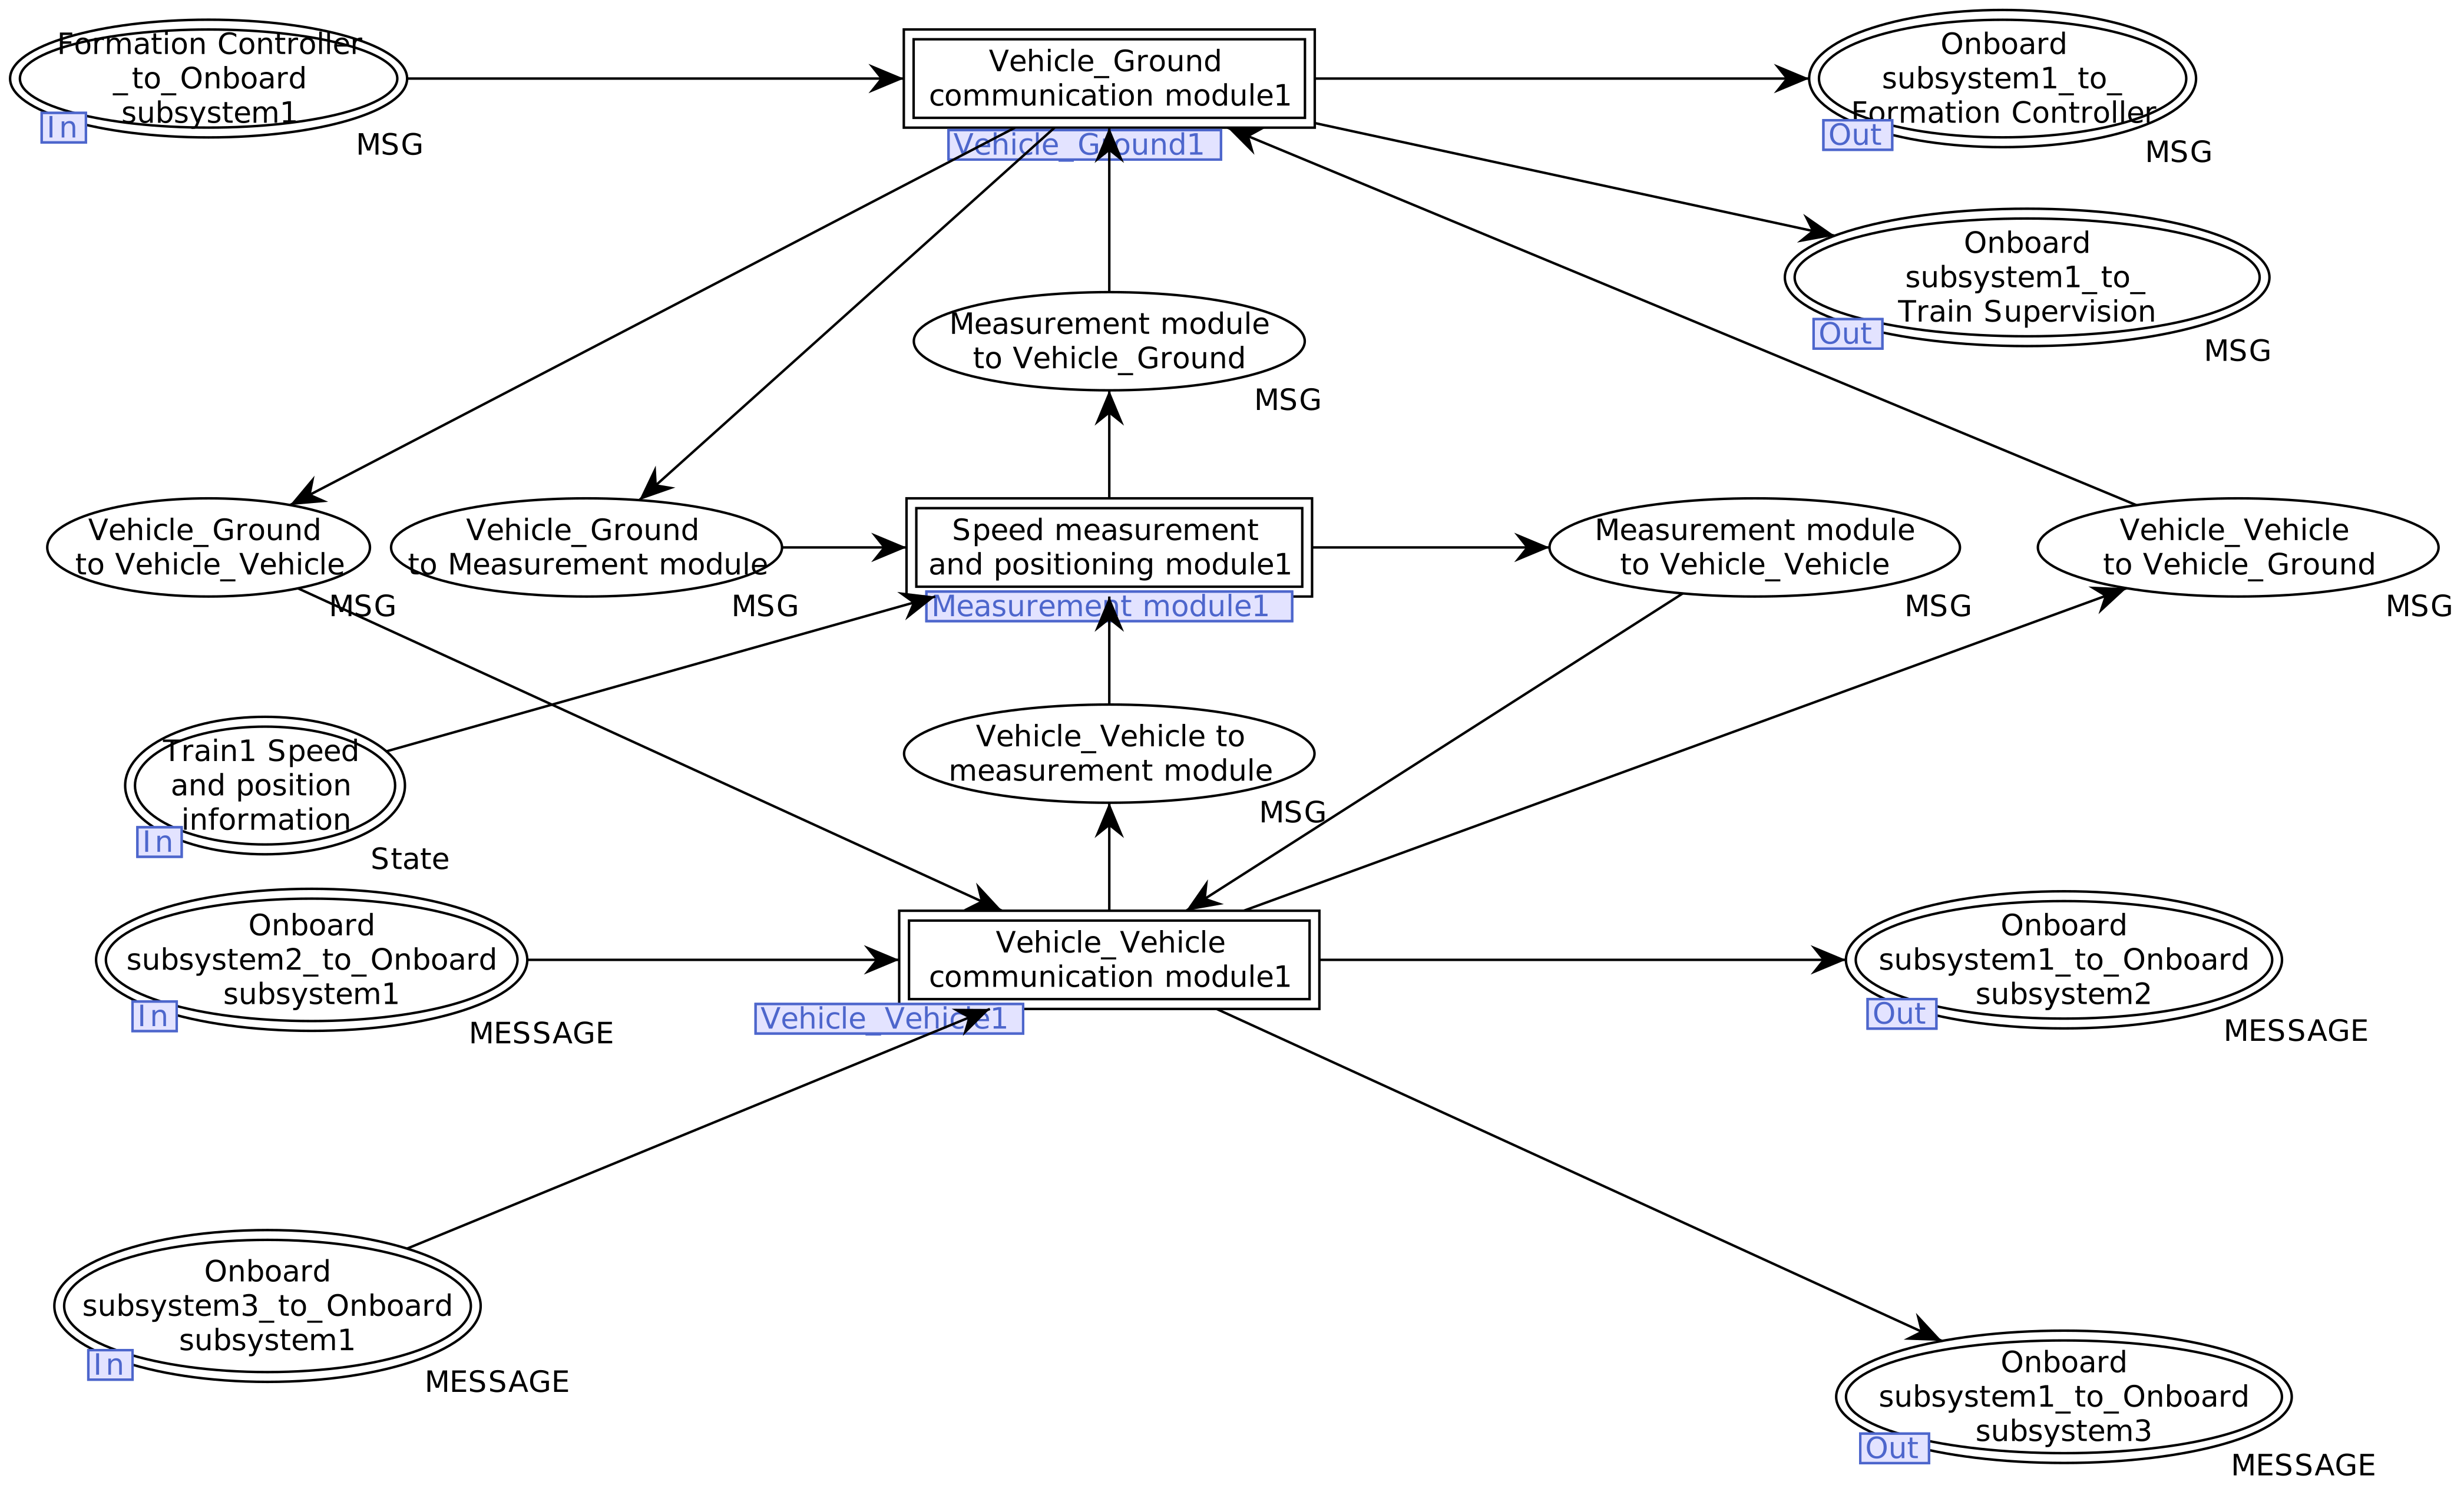 Formation Controller
_to_Onboard
subsystem1
In
MSG
Vehicle_Ground
communication module1
Vehicle_Ground1
Onboard
subsystem1_to_
Formation Controller
Out
MSG
Onboard
subsystem1_to_
Train Supervision
Out
MSG
Measurement module
to Vehicle_Ground
MSG
Vehicle_Ground
to Vehicle_Vehicle
MSG
Vehicle_Ground
to Measurement module
MSG
Speed measurement
and positioning module1
Measurement module1
Measurement module
to Vehicle_Vehicle
MSG
Vehicle_Vehicle
to Vehicle_Ground
MSG
Train1 Speed
and position
information
In
State
Vehicle_Vehicle to
measurement module
MSG
Onboard
subsystem2_to_Onboard
subsystem1
In
MESSAGE
Vehicle_Vehicle
communication module1
Vehicle_Vehicle1
Onboard
subsystem1_to_Onboard
subsystem2
Out
MESSAGE
Onboard
subsystem3_to_Onboard
subsystem1
In
MESSAGE
Onboard
subsystem1_to_Onboard
subsystem3
Out
MESSAGE